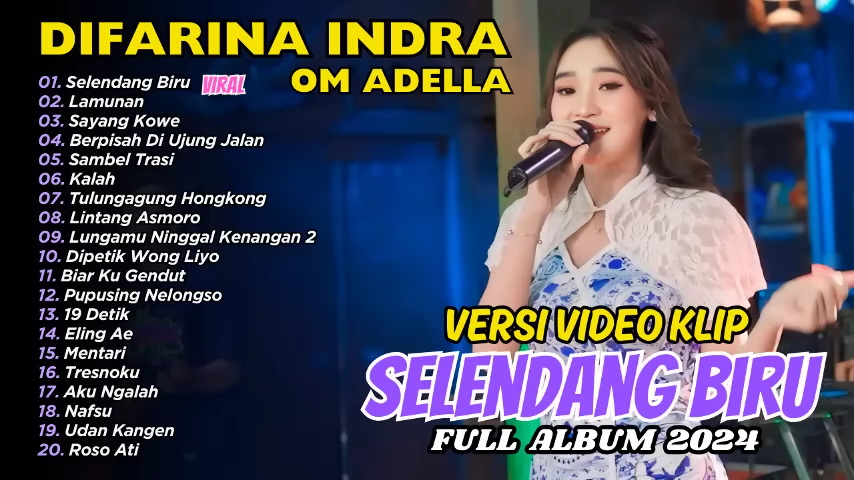 DIFARINA INDRA
OM ADELLA
01. Selendang Biru VIRAL
02. Lamunan
03. Sayang Kowe
04. Berpisah Di Ujung Jalan
05. Sambel Trasi
06. Kalah
07. Tulungagung Hongkong
08. Lintang Asmoro
09. Lungamu Ninggal Kenangan 2
10. Dipetik Wong Liyo
11. Biar Ku Gendut
12. Pupusing Nelongso
13. 19 Detik
14. Eling Ae
15. Mentari
16. Tresnoku
17. Aku Ngalah
18. Nafsu
19. Udan Kangen
20. Roso Ati
VERSI VIDEO KLIP
SELENDANG BIRU
FULL ALBUM 2024